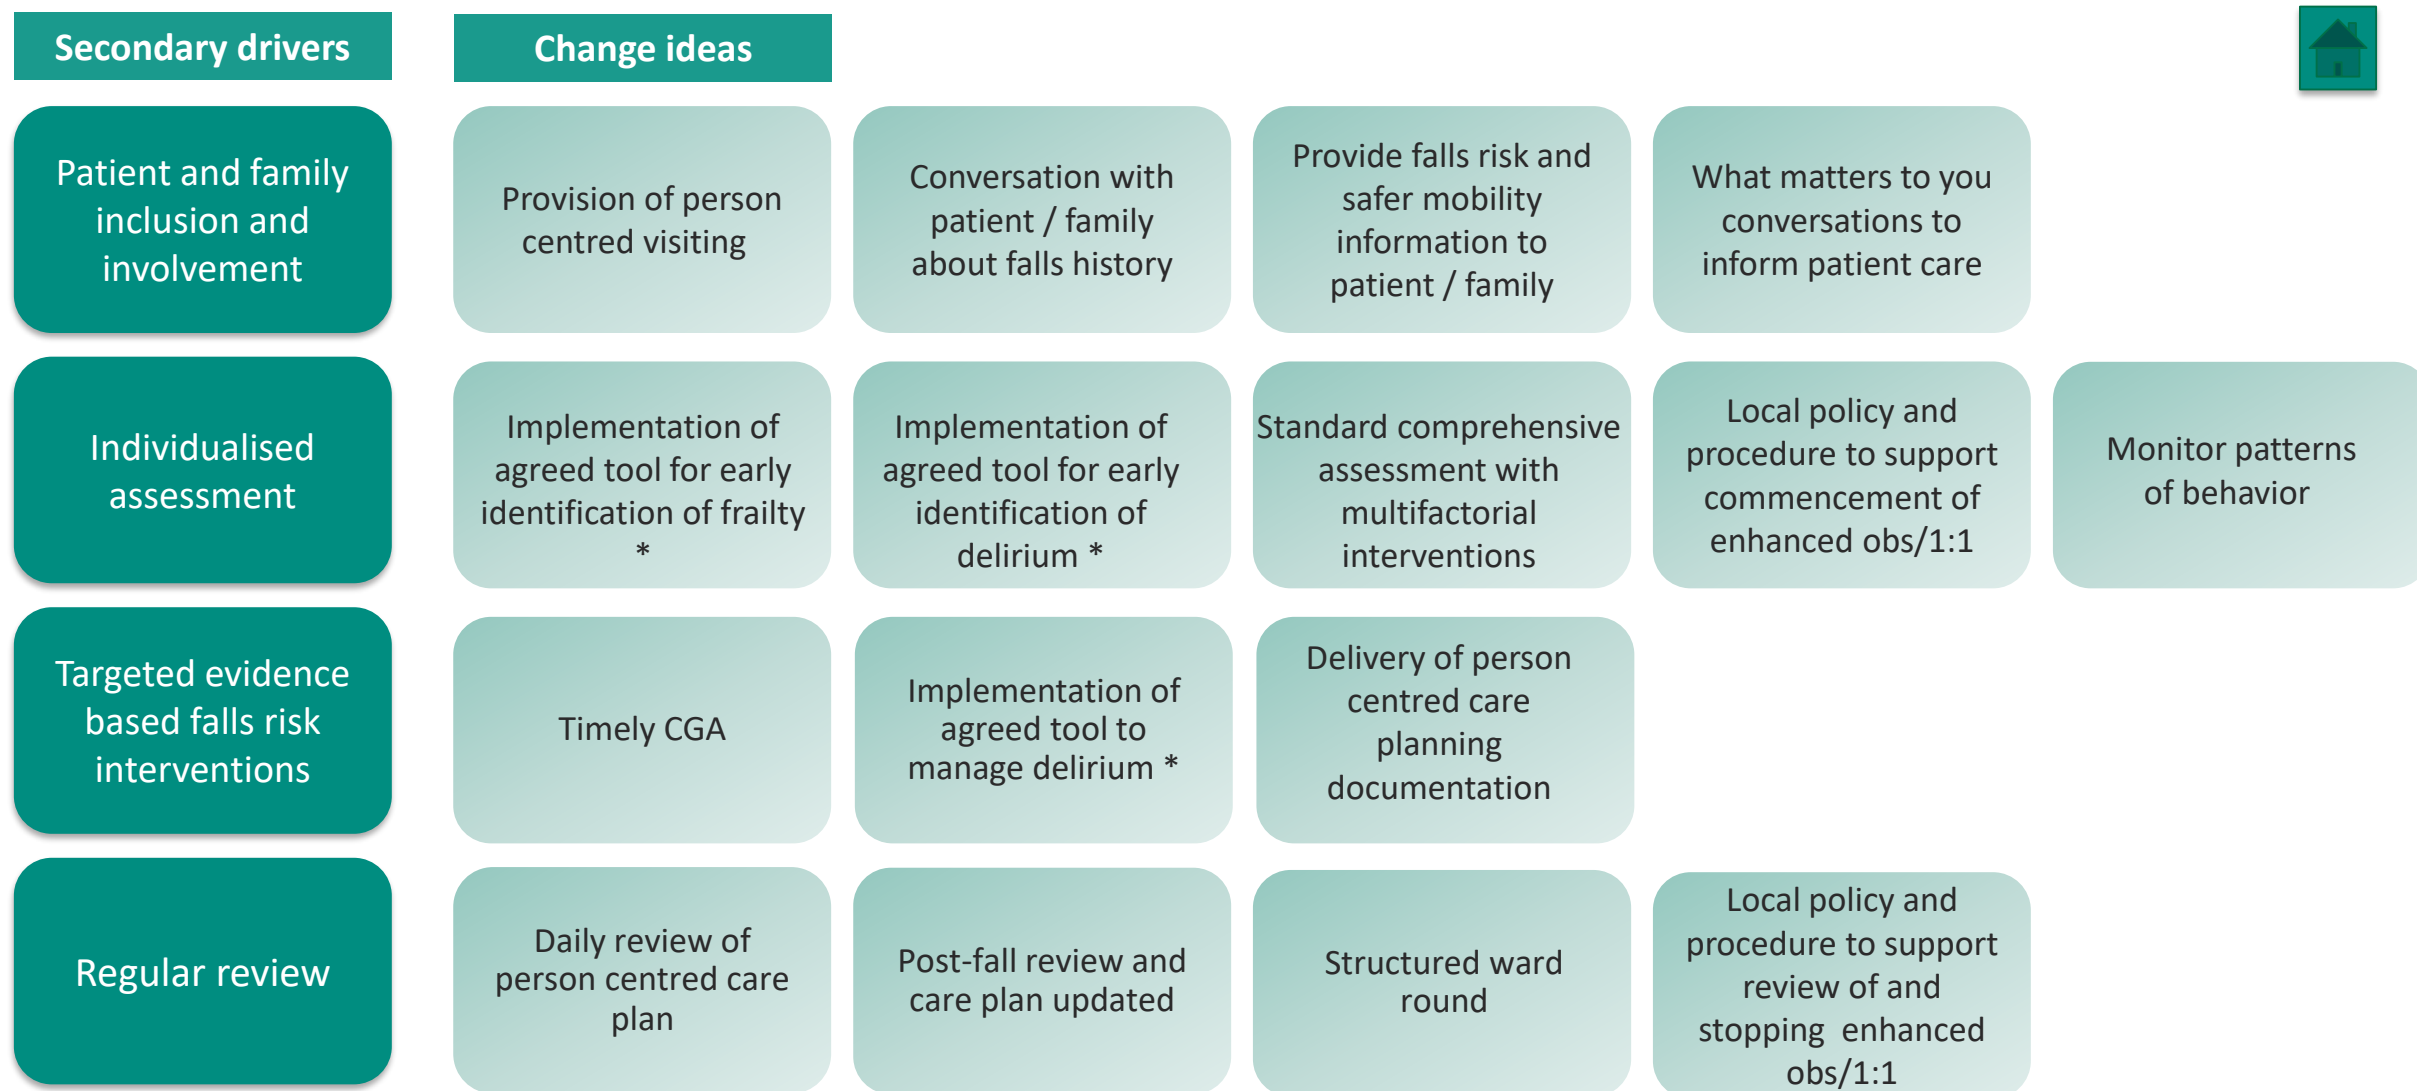 Secondary drivers
Change ideas
Patient and family
inclusion and
involvement
Provision of person
centred visiting
Conversation with
patient / family
about falls history
Provide falls risk and
safer mobility
information to
patient / family
What matters to you
conversations to
inform patient care
Individualised
assessment
Implementation of
agreed tool for early
identification of frailty
*
Implementation of
agreed tool for early
identification of
delirium *
Standard comprehensive
assessment with
multifactorial
interventions
Local policy and
procedure to support
commencement of
enhanced obs/1:1
Monitor patterns
of behavior
Targeted evidence
based falls risk
interventions
Timely CGA
Implementation of
agreed tool to
manage delirium *
Delivery of person
centred care
planning
documentation
Regular review
Daily review of
person centred care
plan
Post-fall review and
care plan updated
Structured ward
round
Local policy and
procedure to support
review of and
stopping  enhanced
obs/1:1